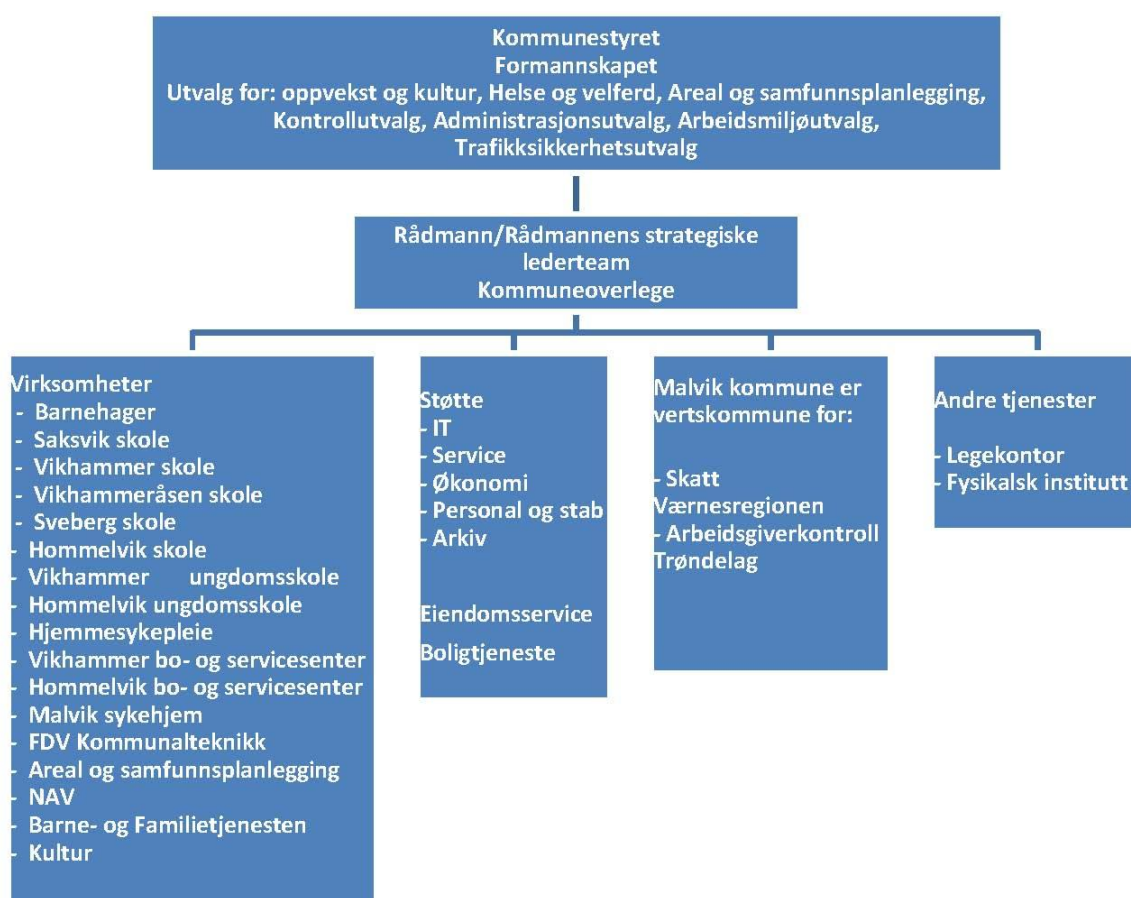 Kommunestyret
Formannskapet
Utvalg for: oppvekst og kultur, Helse og velferd, Areal og samfunnsplanlegging,
Kontrollutvalg, Administrasjonsutvalg, Arbeidsmiljøutvalg,
Trafikksikkerhetsutvalg
Rådmann/Rådmannens strategiske
lederteam
Kommuneoverlege
Virksomheter
- Barnehager
- Saksvik skole
- Vikhammer skole
- Vikhammeråsen skole
- Sveberg skole
- Hommelvik skole
- Vikhammer ungdomsskole
- Hommelvik ungdomsskole
- Hjemmesykepleie
- Vikhammer bo- og servicesenter
- Hommelvik bo- og servicesenter
- Malvik sykehjem
- FDV Kommunalteknikk
- Areal og samfunnsplanlegging
- NAV
- Barne- og Familietjenesten
- Kultur
Støtte
- IT
- Service
- Økonomi
- Personal og stab
- Arkiv
Eiendomsservice
Boligtjeneste
Malvik kommune er
vertskommune for:
- Skatt
Værnesregionen
- Arbeidsgiverkontroll
Trøndelag
Andre tjenester
- Legekontor
- Fysikalsk institutt